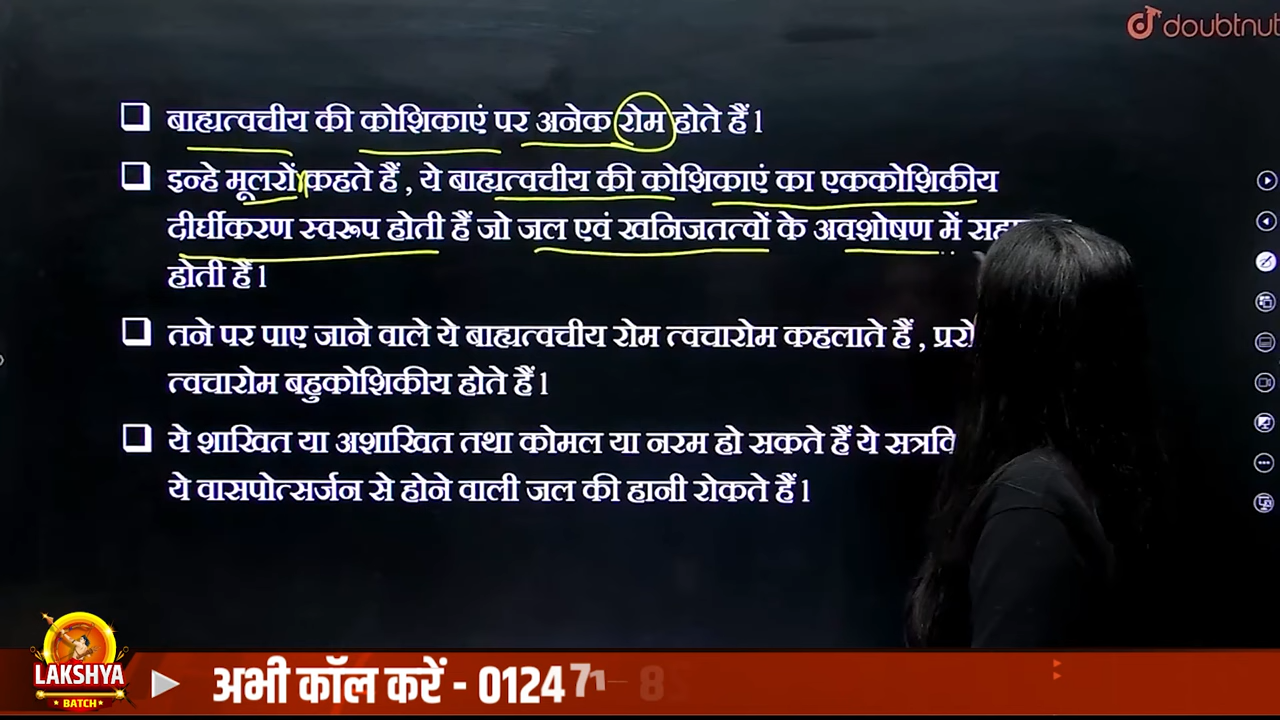 doubtnut
बाह्यत्वचीय की कोशिकाएं पर अनेक रोम होते हैं l
इन्हे मूलरों कहते हैं , ये बाह्यत्वचीय की कोशिकाएं का एककोशिकीय
दीर्घीकरण स्वरूप होती हैं जो जल एवं खनिजतत्वों के अवशोषण में
होती हैं l
तने पर पाए जाने वाले ये बाह्यत्वचीय रोम त्वचारोम कहलाते हैं ,
त्वचारोम बहुकोशिकीय होते हैं l
ये शाखित या अशाखित तथा कोमल या नरम हो सकते हैं ये
ये वासपोत्सर्जन से होने वाली जल की हानी रोकते हैं l
LAKSHYA
BATCH
अभी कॉल करें - 0124